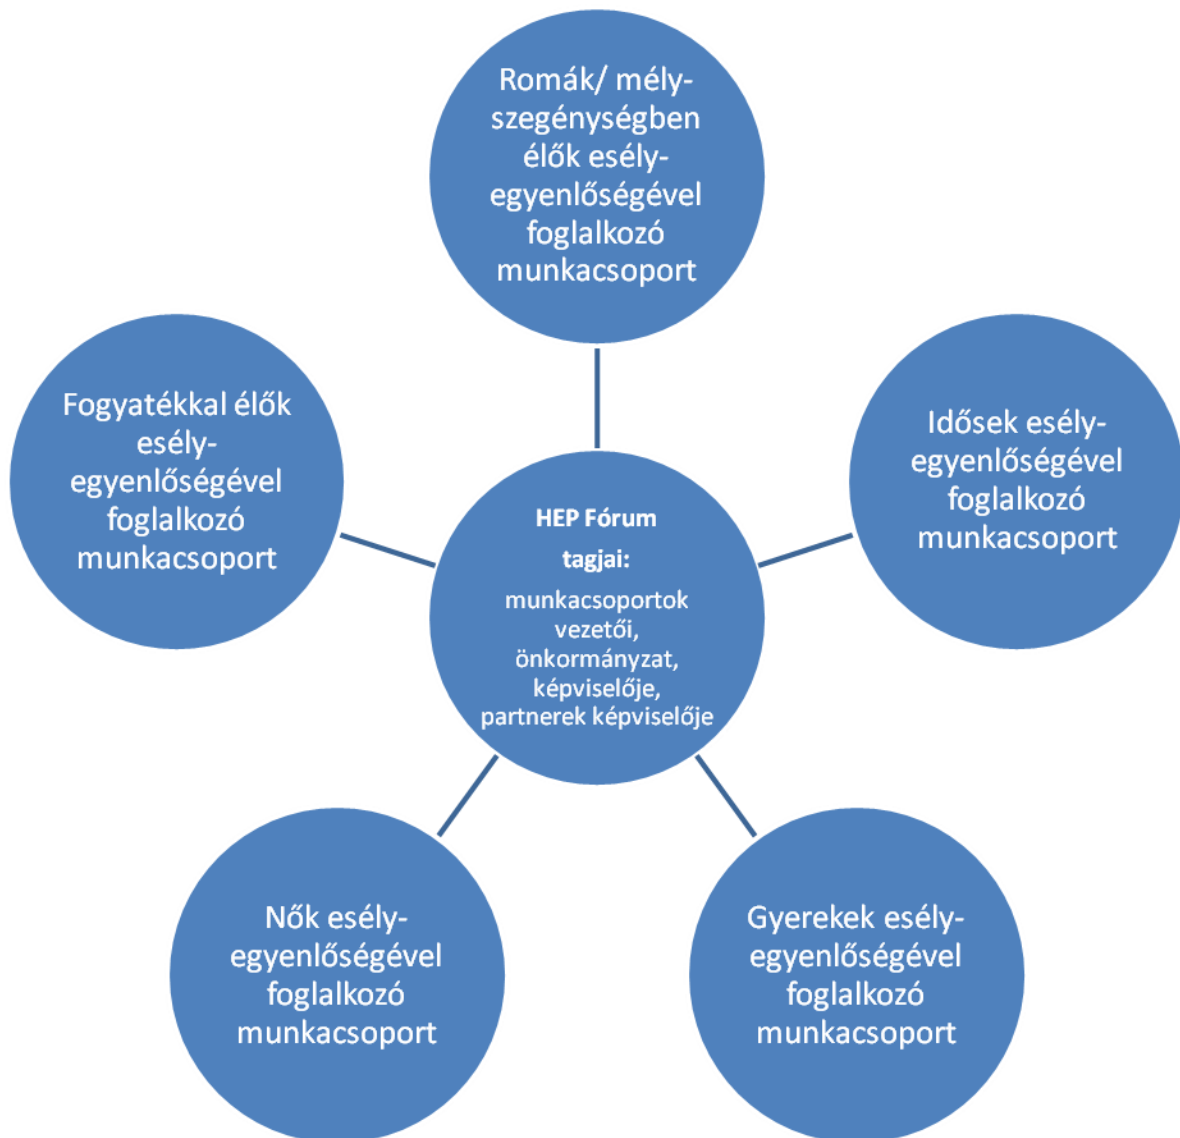 Romák/ mély-
szegénységben
élők esély-
egyenlőségével
foglalkozó
munkacsoport
Fogyatékkal élők
esély-
egyenlőségével
foglalkozó
munkacsoport
Idősek esély-
egyenlőségével
foglalkozó
munkacsoport
HEP Fórum
tagjai:
munkacsoportok
vezetői,
önkormányzat,
képviselője,
partnerek képviselője
Nők esély-
egyenlőségével
foglalkozó
munkacsoport
Gyerekek esély-
egyenlőségével
foglalkozó
munkacsoport